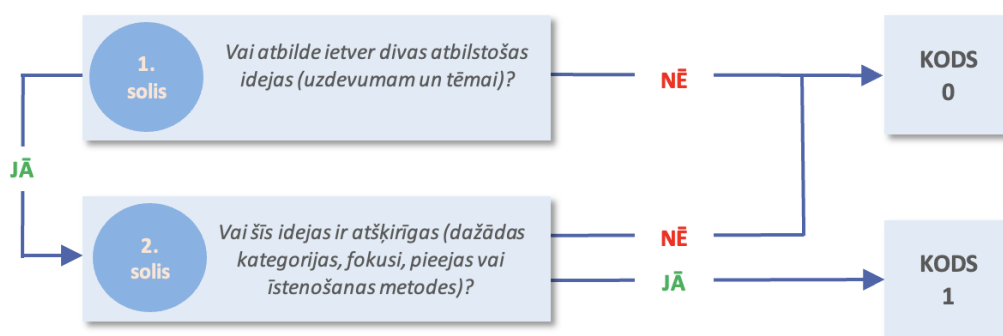 1.
solis
Vai atbilde ietver divas atbilstošas
idejas (uzdevumam un tēmai)?
NĒ
KODS
0
JĀ
2.
solis
Vai šīs idejas ir atšķirīgas (dažādas
kategorijas, fokusi, pieejas vai
īstenošanas metodes)?
NĒ
JĀ
KODS
1